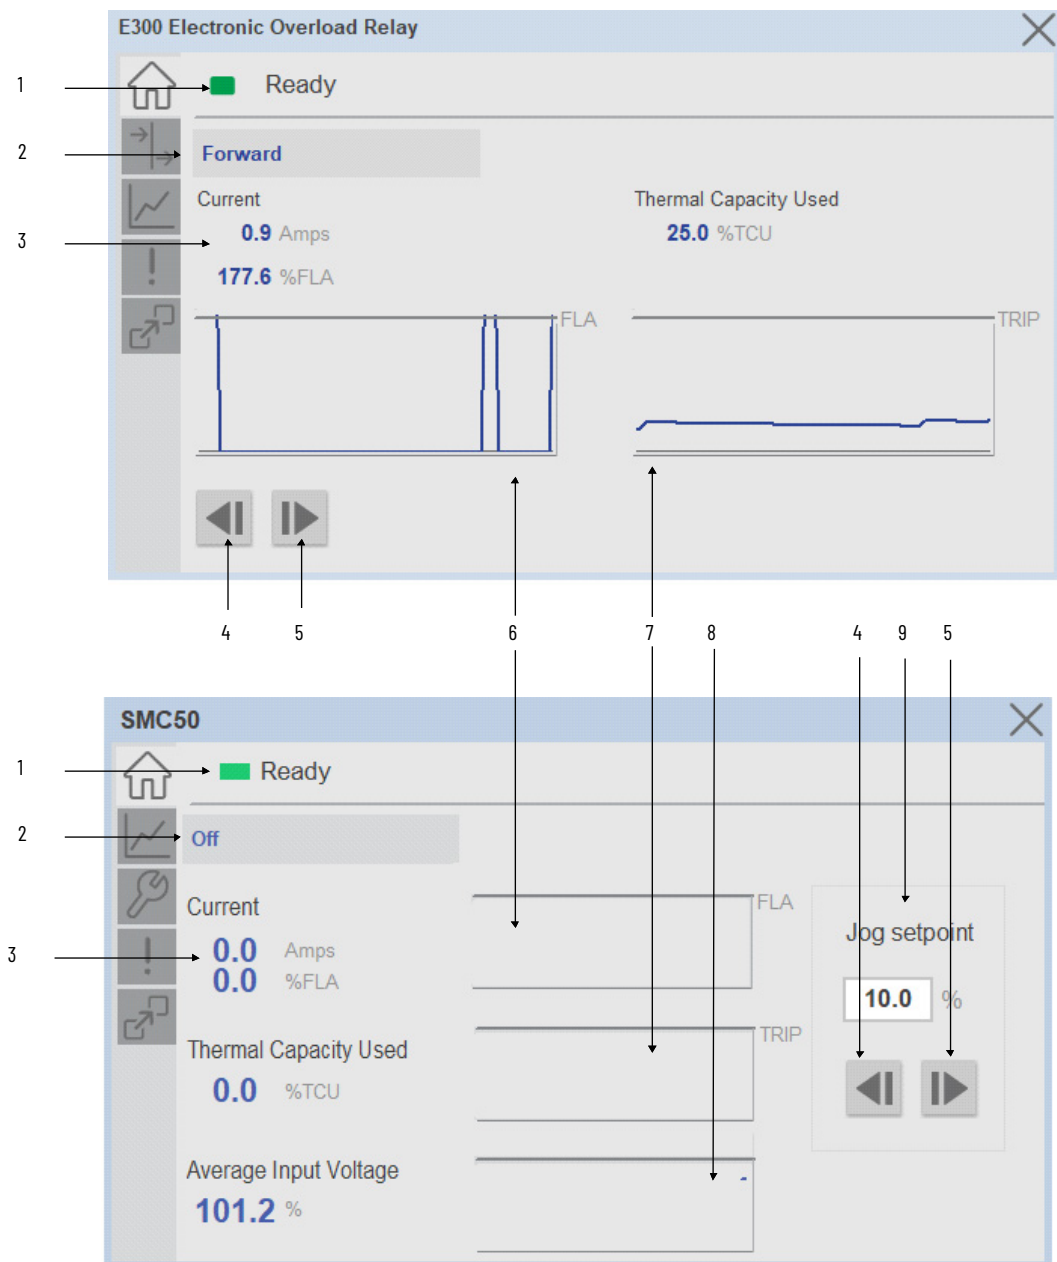 E300 Electronic Overload Relay
1
Ready
2
Forward
Current
Thermal Capacity Used
3
0.9 Amps
25.0 %TCU
177.6 %FLA
FLA
TRIP
4 5 6 7 8 4 9 5
SMC50
1
Ready
2
Off
Current
FLA
Jog setpoint
3
0.0 Amps
0.0 %FLA
10.0 %
TRIP
Thermal Capacity Used
0.0 %TCU
Average Input Voltage
101.2 %